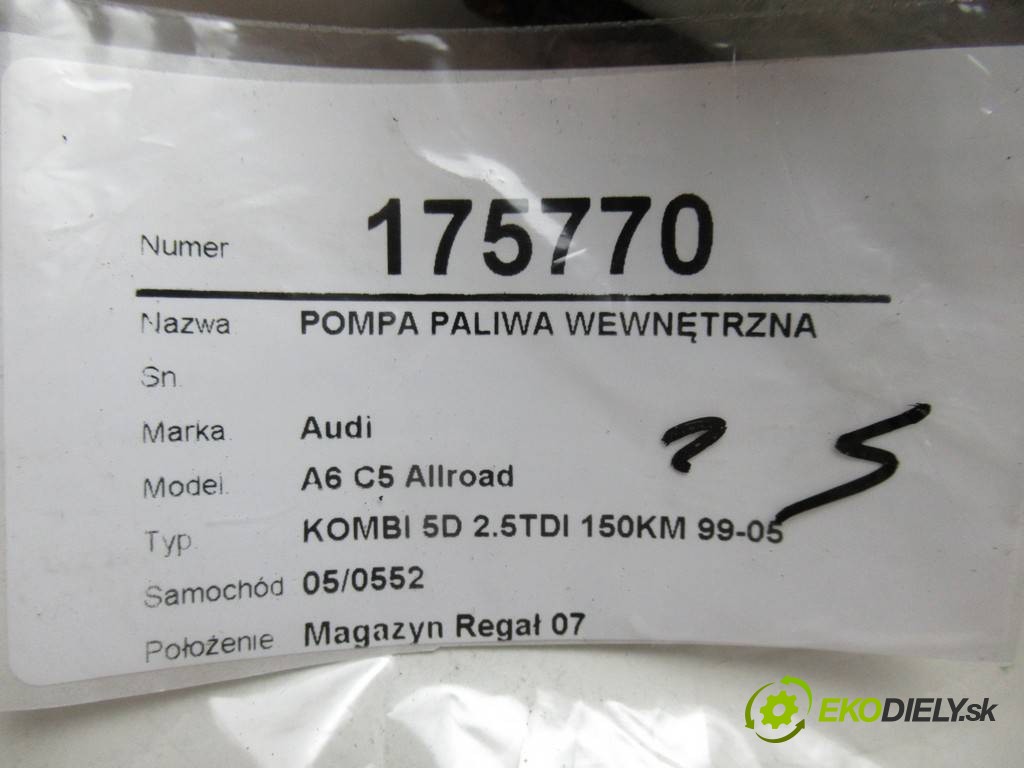 Numer 175770
Nazwa POMPA PALIWA WEWNĘTRZNA
Sn.
Marka Audi
Model. A6 C5 Allroad
Typ KOMBI 5D 2.5TDI 150KM 99-05
Samochód 05/0552
Położenie Magazyn Regał 07
EKODIELY.sk